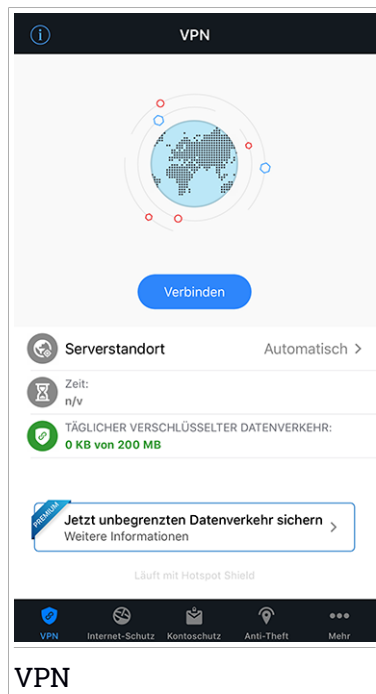 VPN
Verbinden
Serverstandort Automatisch
Zeit:
n/v
TÄGLICHER VERSCHLÜSSELTER DATENVERKEHR:
0 KB von 200 MB
PREMIUM
Jetzt unbegrenzten Datenverkehr sichern
Weitere Informationen
Läuft mit Hotspot Shield
VPN Internet-Schutz Kontoschutz Anti-Theft Mehr
VPN